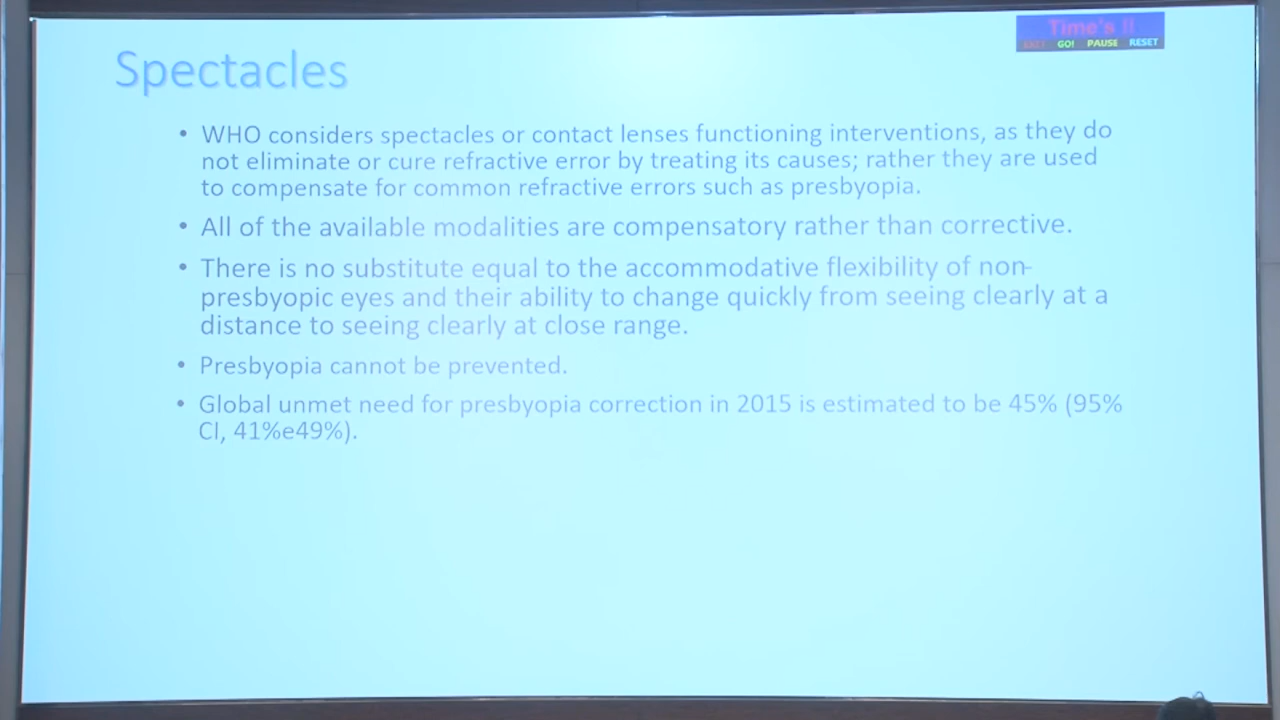 Time's !!
EXIT GO! PAUSE RESET
Spectacles
• WHO considers spectacles or contact lenses functioning interventions, as they do
not eliminate or cure refractive error by treating its causes; rather they are used
to compensate for common refractive errors such as presbyopia.
• All of the available modalities are compensatory rather than corrective.
• There is no substitute equal to the accommodative flexibility of non-
presbyopic eyes and their ability to change quickly from seeing clearly at a
distance to seeing clearly at close range.
• Presbyopia cannot be prevented.
• Global unmet need for presbyopia correction in 2015 is estimated to be 45% (95%
CI, 41%e49%).